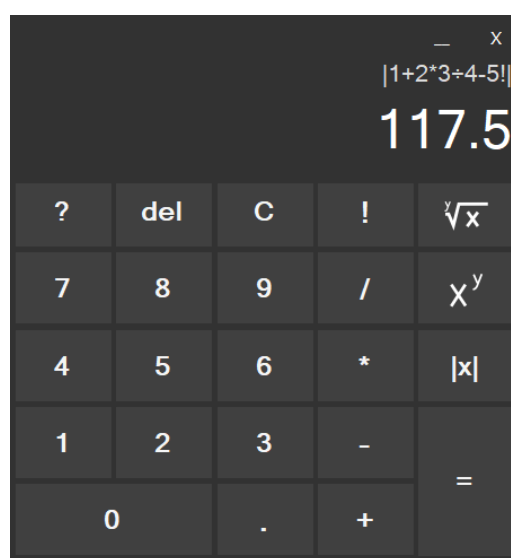 _ x
|1+2*3÷4-5!|
117.5
? del C ! y√x
7 8 9 / xʸ
4 5 6 * |x|
1 2 3 -
=
0 . +